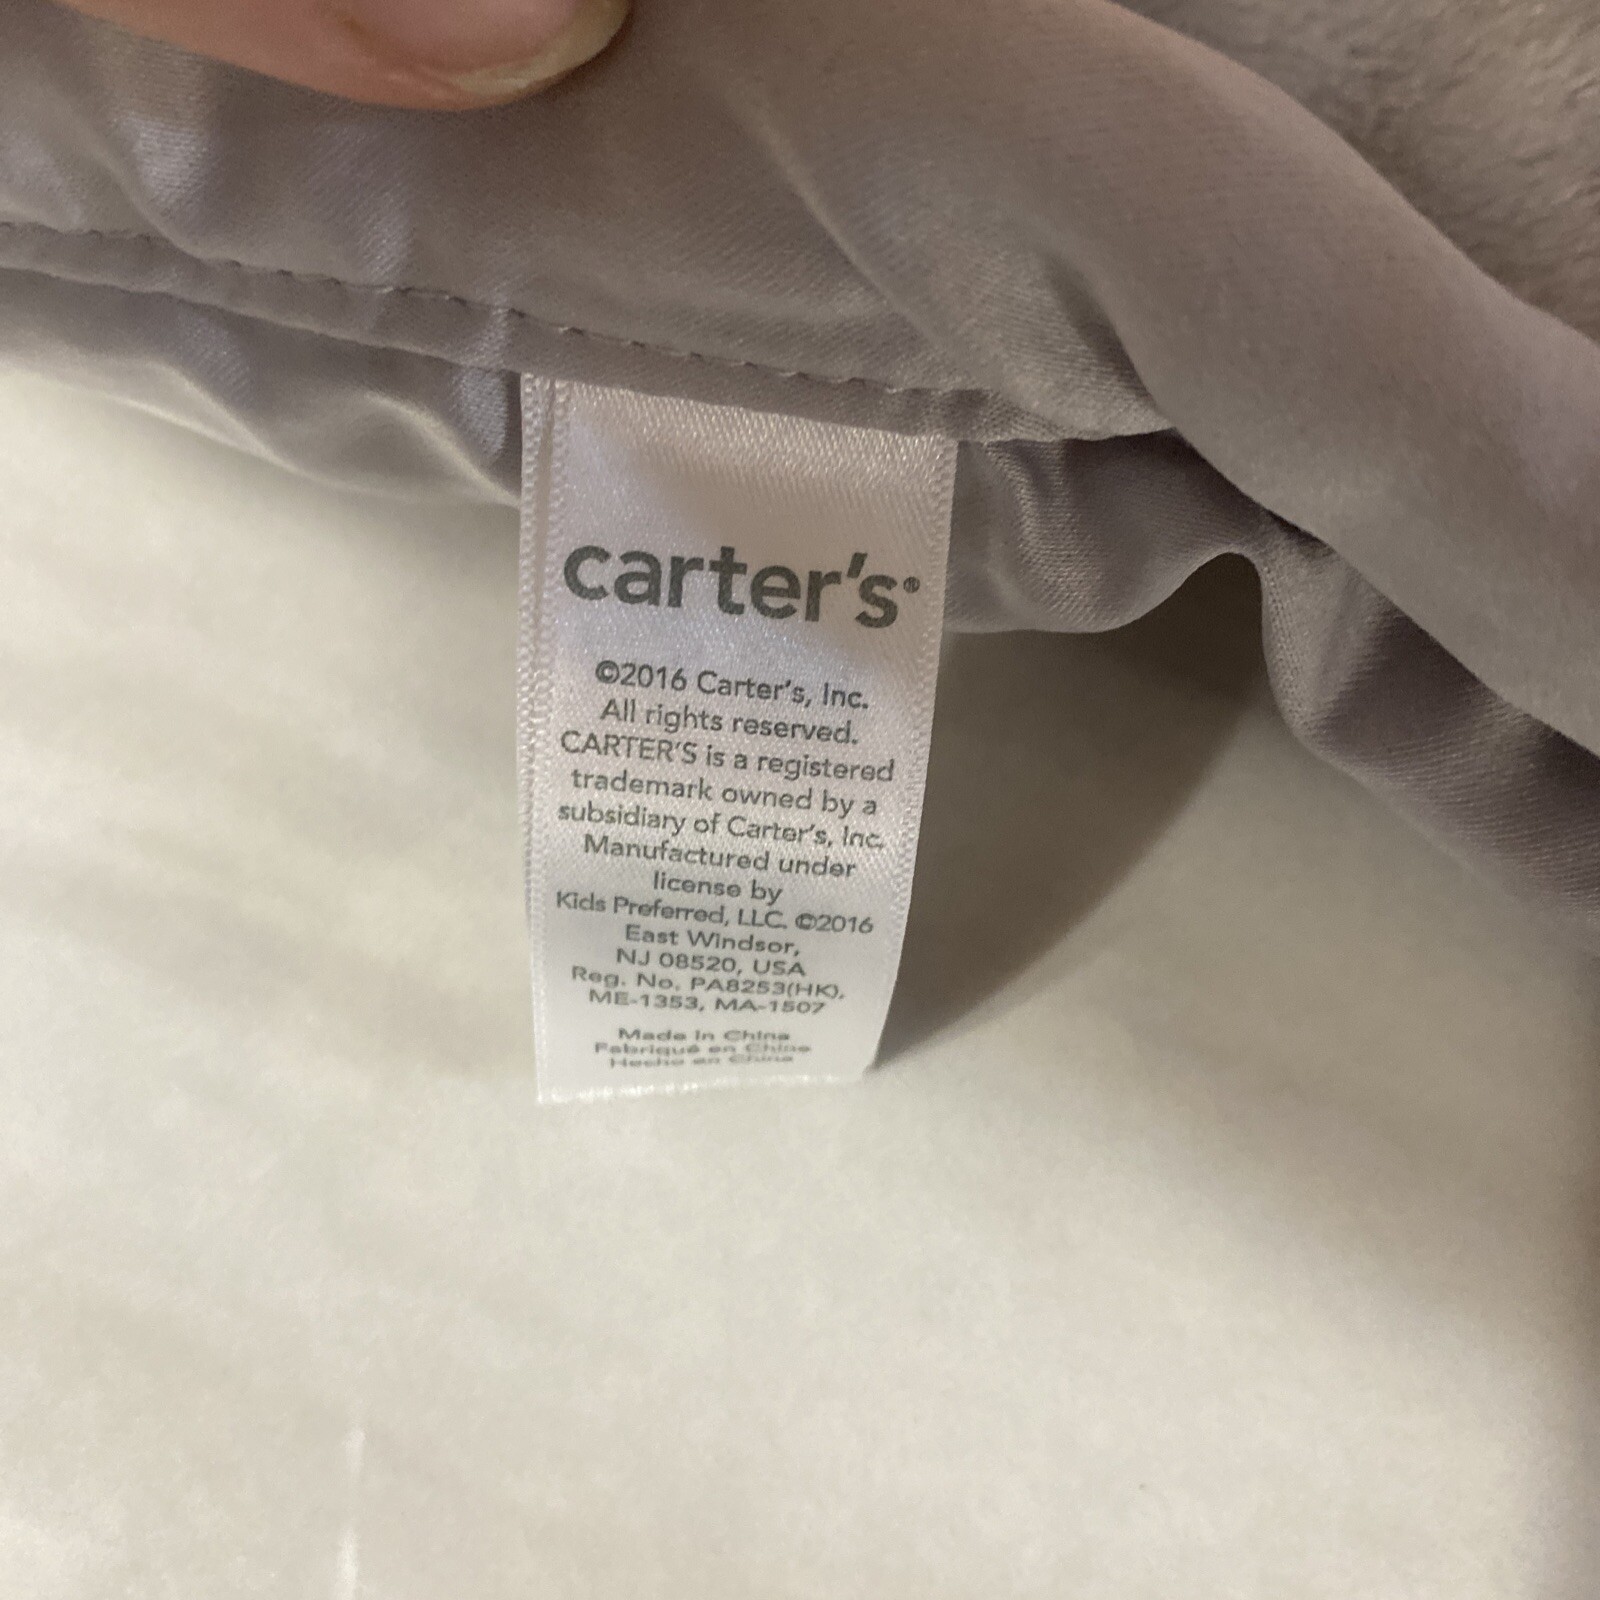 carter's®
©2016 Carter's, Inc.
All rights reserved.
CARTER'S is a registered
trademark owned by a
subsidiary of Carter's, Inc.
Manufactured under
license by
Kids Preferred, LLC. ©2016
East Windsor,
NJ 08520, USA
Reg. No. PA8253(HK),
ME-1353, MA-1507
Made in China
Fabriqué en Chine
Hecho en China